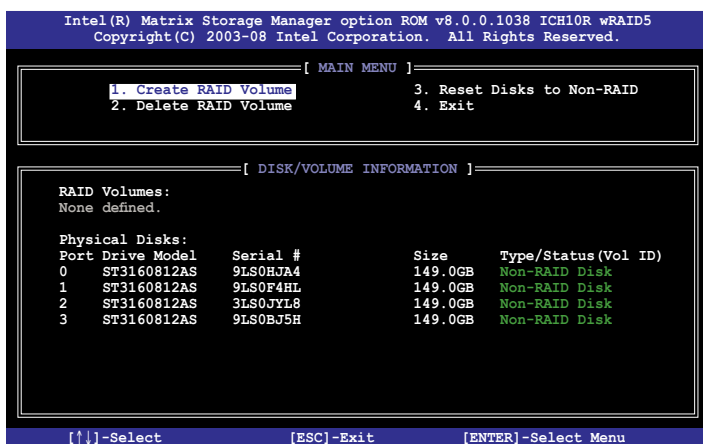 Intel(R) Matrix Storage Manager option ROM v8.0.0.1038 ICH10R wRAID5
Copyright(C) 2003-08 Intel Corporation. All Rights Reserved.
[ MAIN MENU ]
1. Create RAID Volume 3. Reset Disks to Non-RAID
2. Delete RAID Volume 4. Exit
[ DISK/VOLUME INFORMATION ]
RAID Volumes:
None defined.
Physical Disks:
Port Drive Model Serial # Size Type/Status(Vol ID)
0 ST3160812AS 9LS0HJA4 149.0GB Non-RAID Disk
1 ST3160812AS 9LS0F4HL 149.0GB Non-RAID Disk
2 ST3160812AS 3LS0JYL8 149.0GB Non-RAID Disk
3 ST3160812AS 9LS0BJ5H 149.0GB Non-RAID Disk
[↑↓]-Select [ESC]-Exit [ENTER]-Select Menu